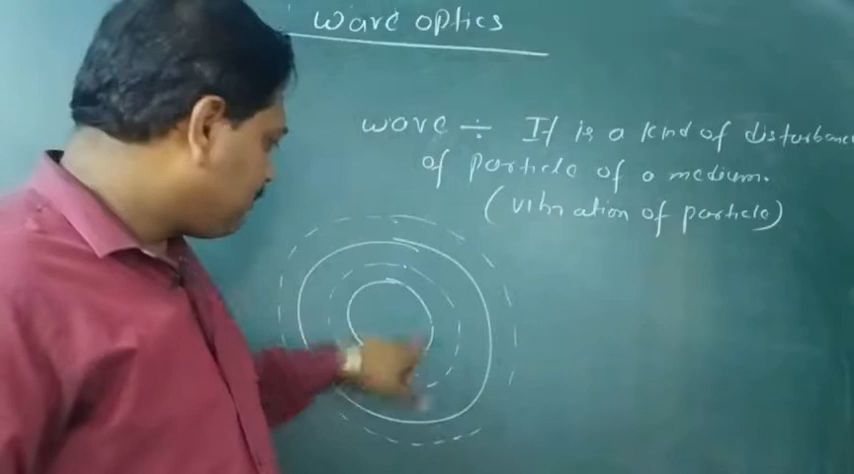 Wave optics
wave ÷ It is a kind of disturbance
of particle of a medium.
(vibration of particle)